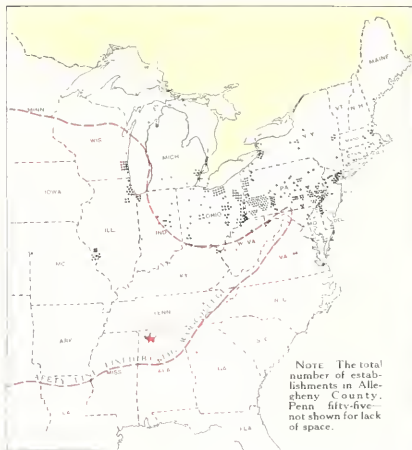 MAINE
MINN
VT
N H
WIS.
Y
MICH
IOWA
PA
OHIO
ILL.
IND
DEL
W VA
VA
KY
N C
TENN
ARK
S C
MISS
ALA
GA
LA
FLA
NOTE The total
number of estab-
lishments in Alle-
gheny County,
Penn fifty-five—
not shown for lack
of space.